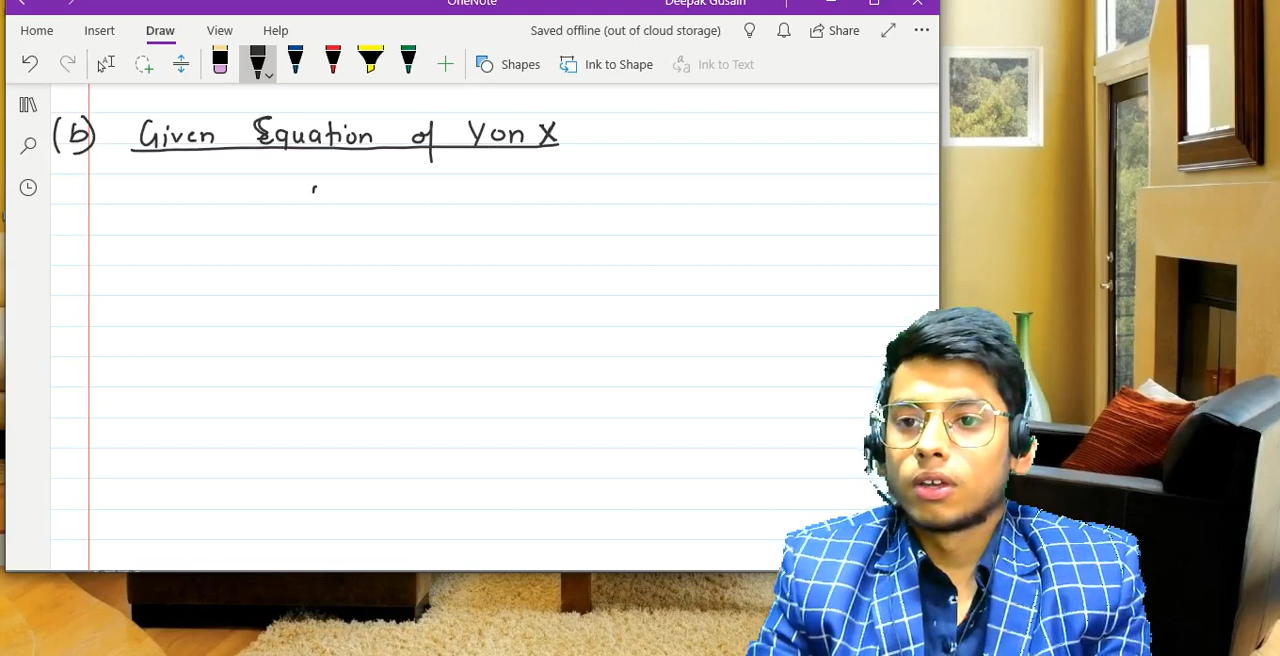 OneNote
Deepak Gusain
Home Insert Draw View Help Saved offline (out of cloud storage) Share
Shapes Ink to Shape Ink to Text
(b) Given Equation of Y on X